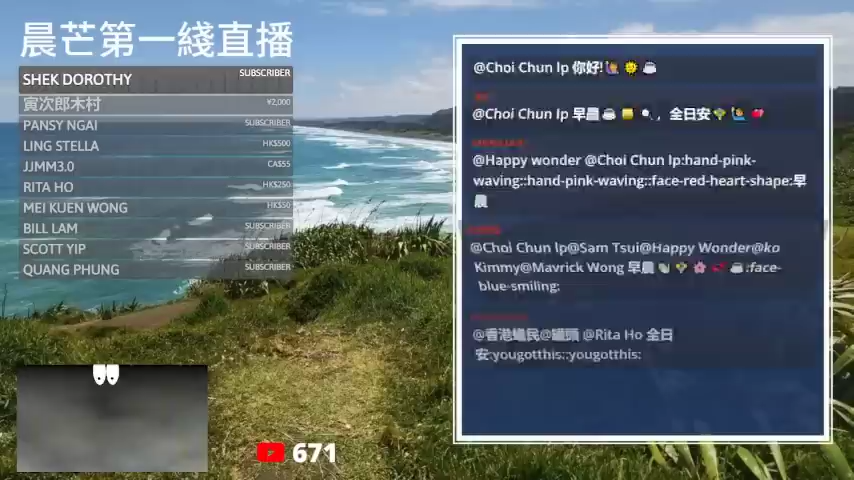 晨芒第一綫直播
SHEK DOROTHY SUBSCRIBER
寅次郎木村 ¥2,000
PANSY NGAI SUBSCRIBER
LING STELLA HK$500
JJMM3.0 CA$55
RITA HO HK$250
MEI KUEN WONG HK$50
BILL LAM SUBSCRIBER
SCOTT YIP SUBSCRIBER
QUANG PHUNG SUBSCRIBER
671
@Choi Chun lp 你好!🙋☀️☕
@Choi Chun lp 早晨☕, 全日安
@Happy wonder @Choi Chun lp:hand-pink-
waving::hand-pink-waving::face-red-heart-shape:早
晨
@Choi Chun lp@Sam Tsui@Happy Wonder@ko
Kimmy@Mavrick Wong 早晨🌸☕:face-
blue-smiling:
@香港蟻民@罐頭 @Rita Ho 全日
安:yougotthis::yougotthis: